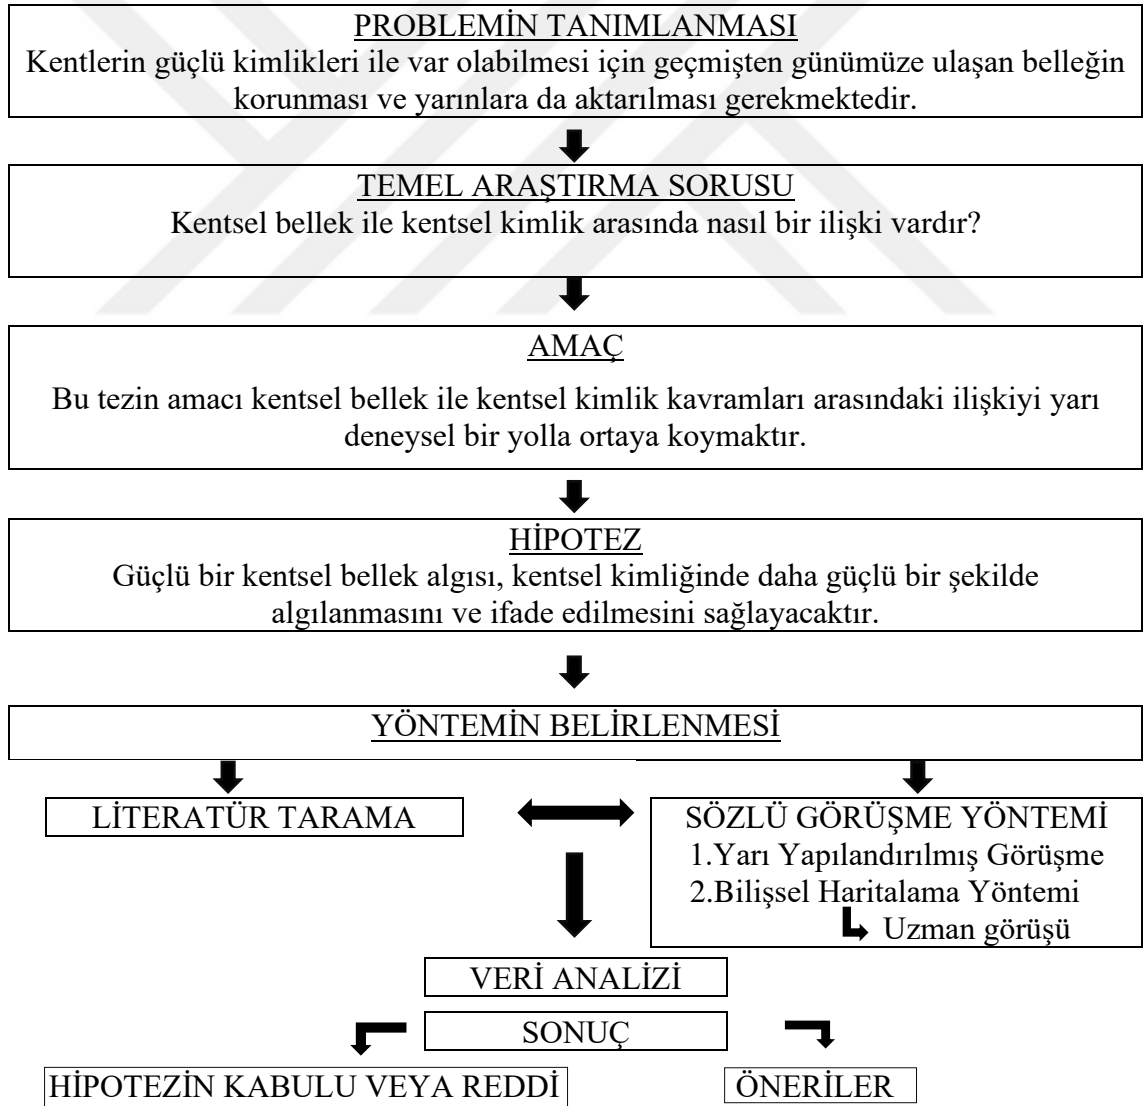 PROBLEMİN TANIMLANMASI
Kentlerin güçlü kimlikleri ile var olabilmesi için geçmişten günümüze ulaşan belleğin
korunması ve yarınlara da aktarılması gerekmektedir.
TEMEL ARAŞTIRMA SORUSU
Kentsel bellek ile kentsel kimlik arasında nasıl bir ilişki vardır?
AMAÇ
Bu tezin amacı kentsel bellek ile kentsel kimlik kavramları arasındaki ilişkiyi yarı
deneysel bir yolla ortaya koymaktır.
HİPOTEZ
Güçlü bir kentsel bellek algısı, kentsel kimliğinde daha güçlü bir şekilde
algılanmasını ve ifade edilmesini sağlayacaktır.
YÖNTEMİN BELİRLENMESİ
LİTERATÜR TARAMA
SÖZLÜ GÖRÜŞME YÖNTEMİ
1.Yarı Yapılandırılmış Görüşme
2.Bilişsel Haritalama Yöntemi
Uzman görüşü
VERİ ANALİZİ
SONUÇ
HİPOTEZİN KABULU VEYA REDDİ
ÖNERİLER